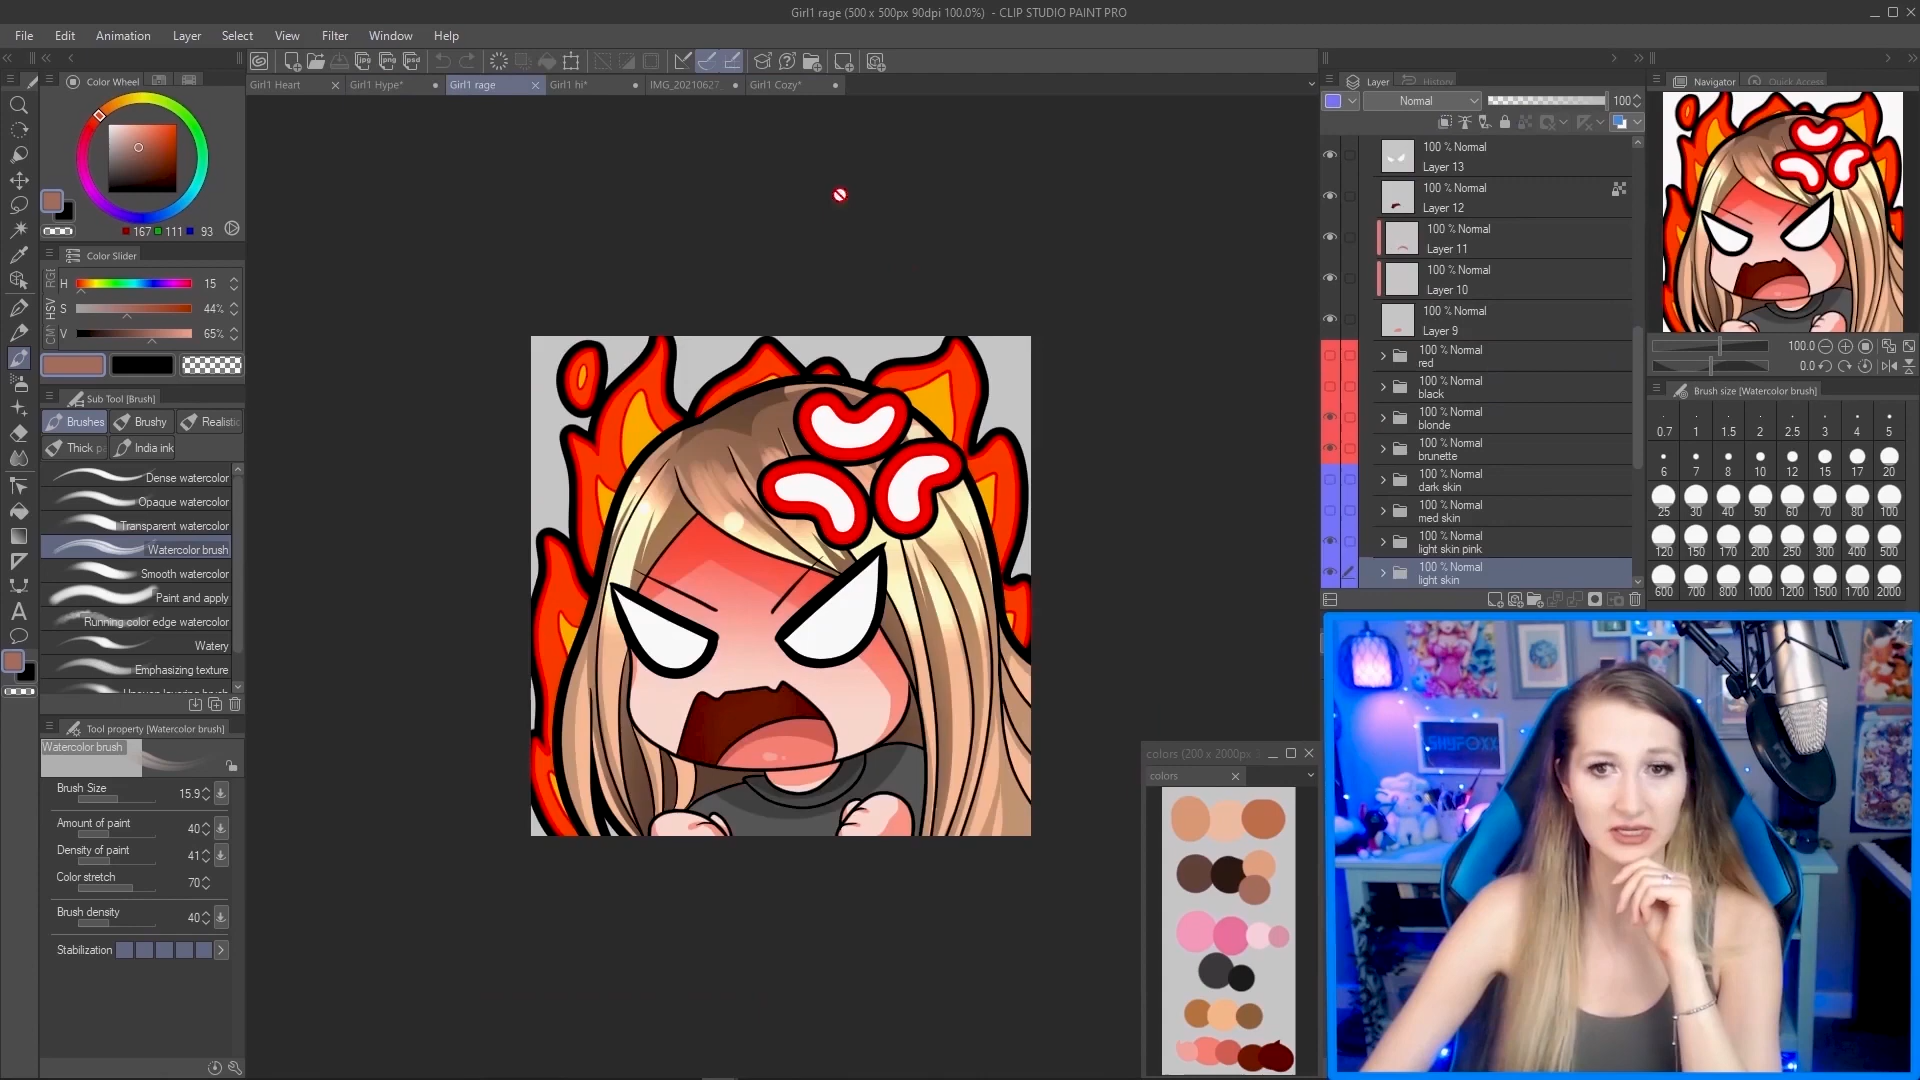 Girl1 rage (500 x 500px 90dpi 100.0%) - CLIP STUDIO PAINT PRO
File Edit Animation Layer Select View Filter Window Help
Girl1 Heart Girl1 Hype* Girl1 rage Girl1 hi* IMG_20210627_ Girl1 Cozy*
Color Wheel
167 111 93
Color Slider
RGB
HSV
H 15
S 44%
V 65%
Sub Tool [Brush]
Brushes Brushy Realistic
Thick p India ink
Dense watercolor
Opaque watercolor
Transparent watercolor
Watercolor brush
Smooth watercolor
Paint and apply
Running color edge watercolor
Watery
Emphasizing texture
Tool property [Watercolor brush]
Watercolor brush
Brush Size 15.9
Amount of paint 40
Density of paint 41
Color stretch 70
Brush density 40
Stabilization
colors (200 x 2000px
colors
Layer History
Normal 100
100 % Normal
Layer 13
100 % Normal
Layer 12
100 % Normal
Layer 11
100 % Normal
Layer 10
100 % Normal
Layer 9
100 % Normal
red
100 % Normal
black
100 % Normal
blonde
100 % Normal
brunette
100 % Normal
dark skin
100 % Normal
med skin
100 % Normal
light skin pink
100 % Normal
light skin
Navigator Quick Access
100.0
0.0
Brush size [Watercolor brush]
0.7 1 1.5 2 2.5 3 4 5
6 7 8 10 12 15 17 20
25 30 40 50 60 70 80 100
120 150 170 200 250 300 400 500
600 700 800 1000 1200 1500 1700 2000
SHYFOXX